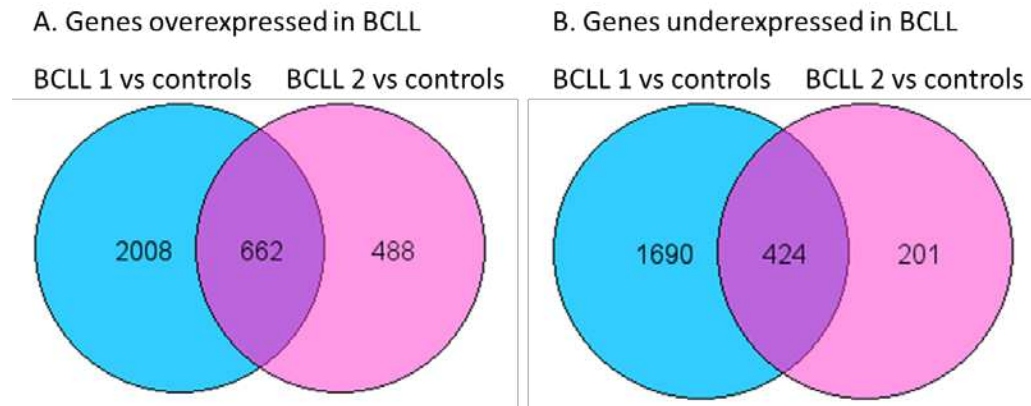 A. Genes overexpressed in BCLL
BCLL 1 vs controls BCLL 2 vs controls
2008 662 488
B. Genes underexpressed in BCLL
BCLL 1 vs controls BCLL 2 vs controls
1690 424 201